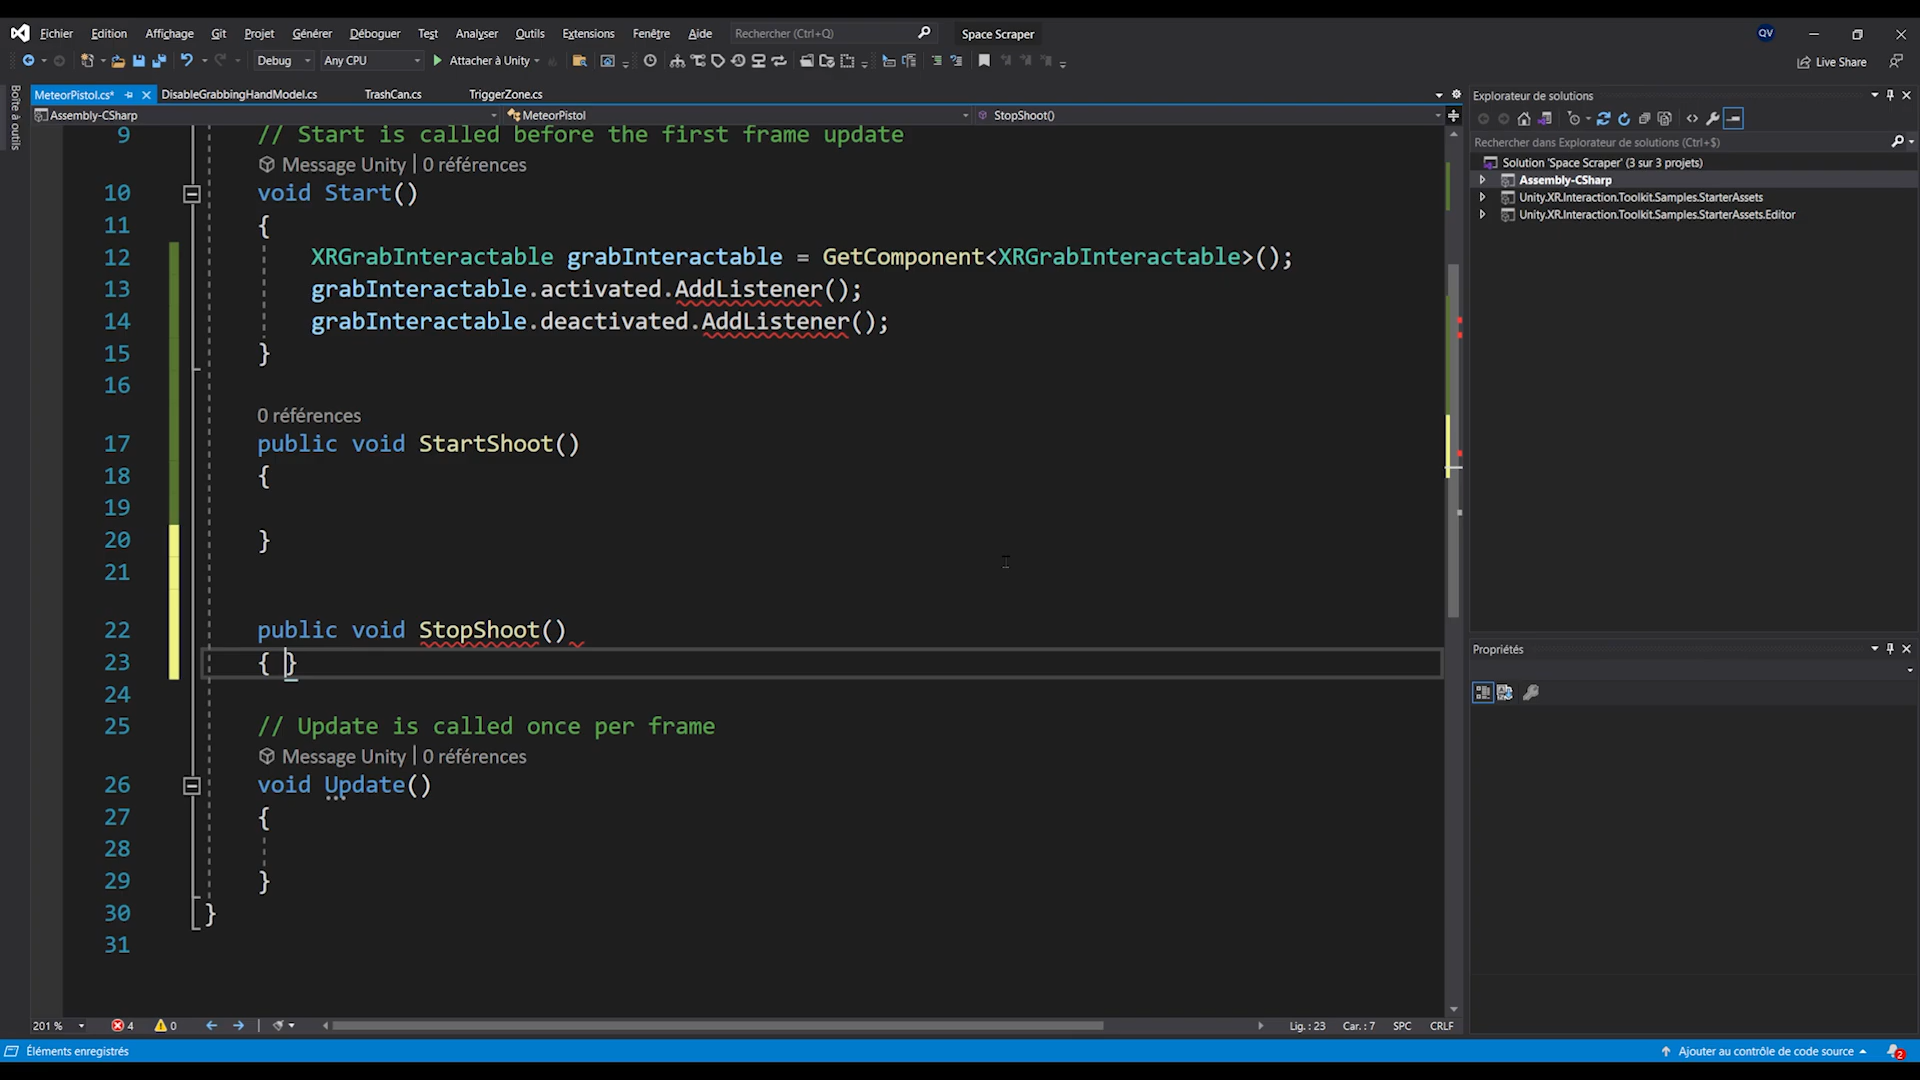 Fichier Edition Affichage Git Projet Générer Déboguer Test Analyser Outils Extensions Fenêtre Aide Rechercher (Ctrl+Q) Space Scraper QV
Debug Any CPU Attacher à Unity Live Share
Boîte à outils
MeteorPistol.cs* DisableGrabbingHandModel.cs TrashCan.cs TriggerZone.cs
Assembly-CSharp MeteorPistol StopShoot()
9 // Start is called before the first frame update
Message Unity | 0 références
10 void Start()
11 {
12 XRGrabInteractable grabInteractable = GetComponent<XRGrabInteractable>();
13 grabInteractable.activated.AddListener();
14 grabInteractable.deactivated.AddListener();
15 }
16
0 références
17 public void StartShoot()
18 {
19
20 }
21
22 public void StopShoot()
23 { }
24
25 // Update is called once per frame
Message Unity | 0 références
26 void Update()
27 {
28
29 }
30 }
31
201 % 4 0 Lig.: 23 Car.: 7 SPC CRLF
Éléments enregistrés Ajouter au contrôle de code source 2
Explorateur de solutions
Rechercher dans Explorateur de solutions (Ctrl+$)
Solution 'Space Scraper' (3 sur 3 projets)
Assembly-CSharp
Unity.XR.Interaction.Toolkit.Samples.StarterAssets
Unity.XR.Interaction.Toolkit.Samples.StarterAssets.Editor
Propriétés